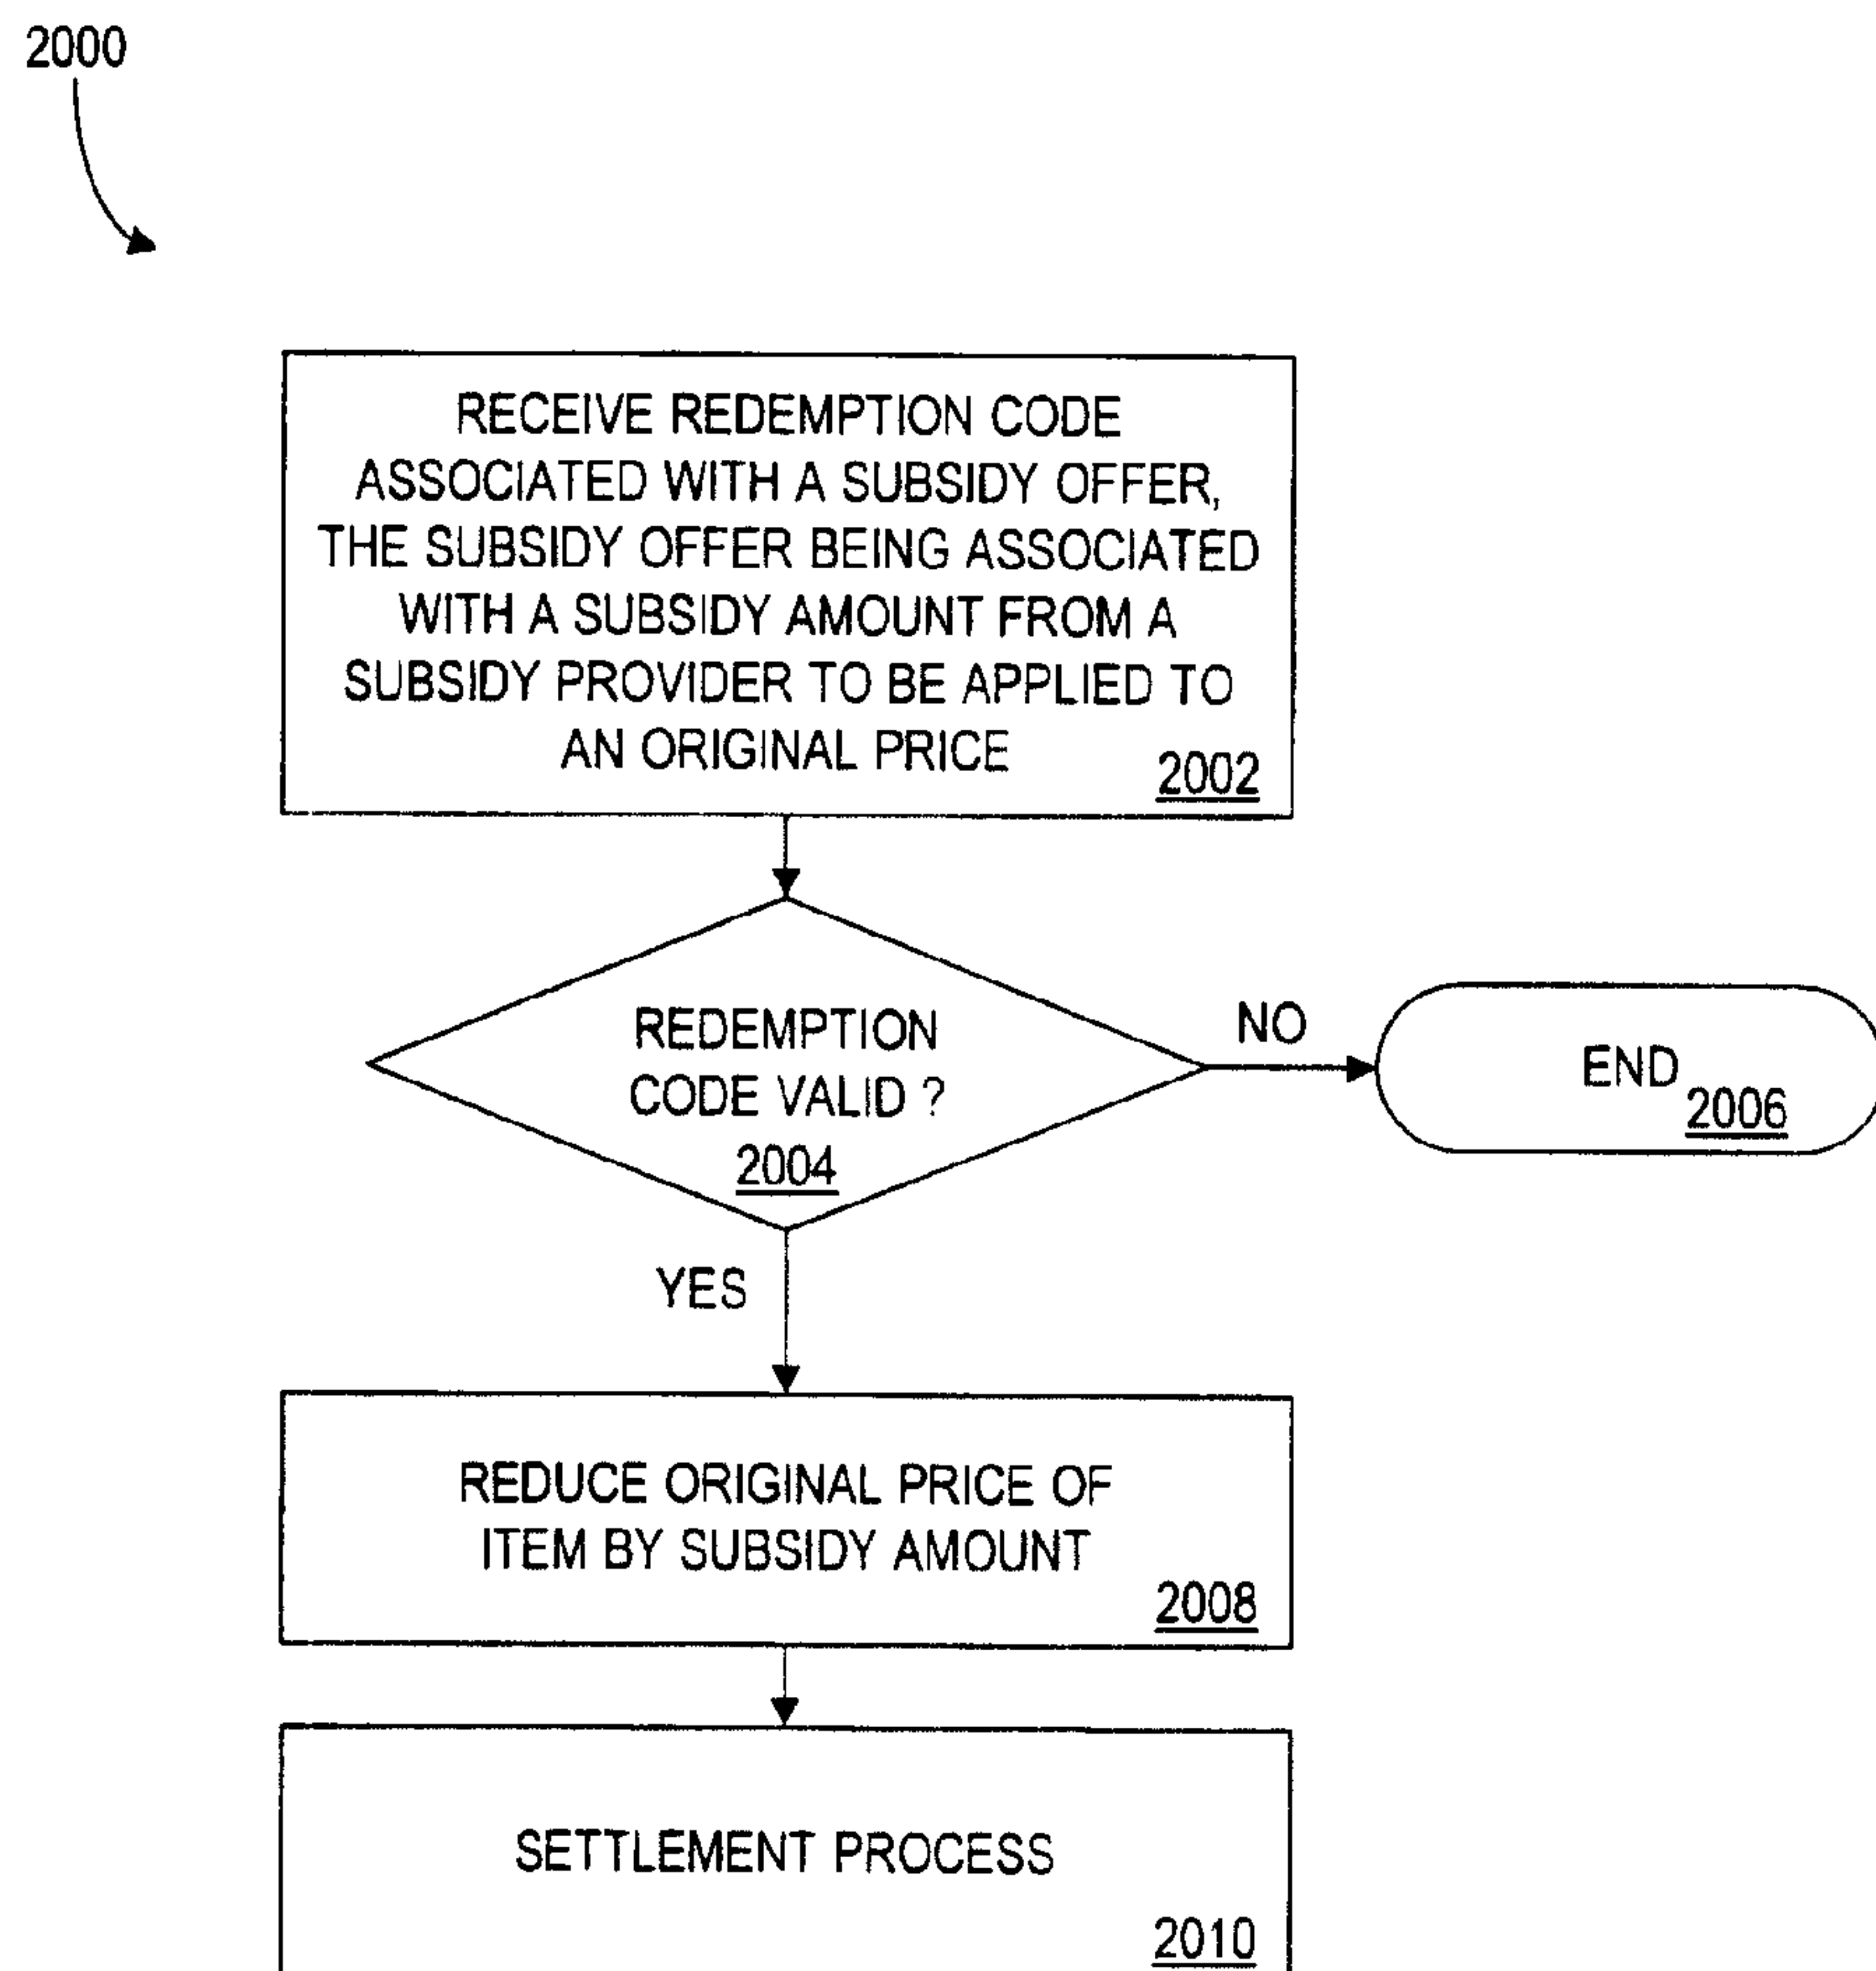 2000
RECEIVE REDEMPTION CODE
ASSOCIATED WITH A SUBSIDY OFFER,
THE SUBSIDY OFFER BEING ASSOCIATED
WITH A SUBSIDY AMOUNT FROM A
SUBSIDY PROVIDER TO BE APPLIED TO
AN ORIGINAL PRICE
2002
REDEMPTION
CODE VALID ?
2004
NO
END
2006
YES
REDUCE ORIGINAL PRICE OF
ITEM BY SUBSIDY AMOUNT
2008
SETTLEMENT PROCESS
2010